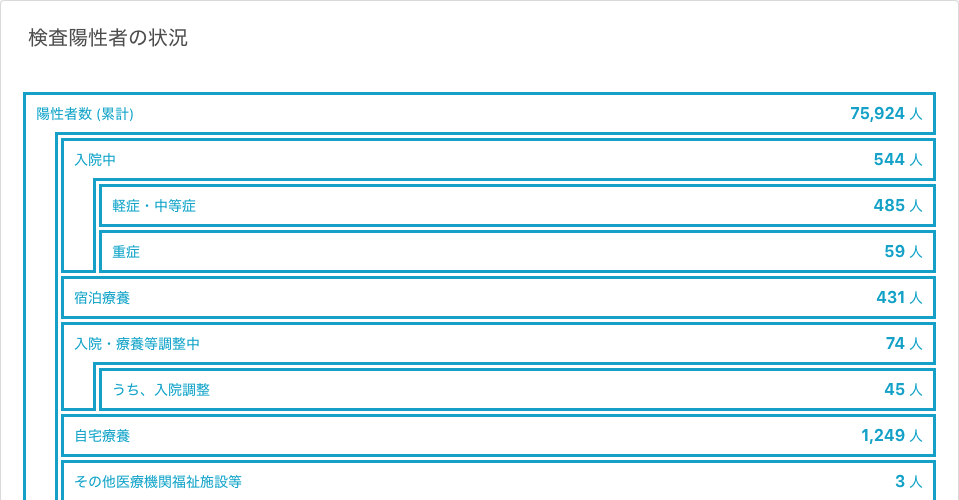 検査陽性者の状況
陽性者数 (累計) 75,924 人
入院中 544 人
軽症・中等症 485 人
重症 59 人
宿泊療養 431 人
入院・療養等調整中 74 人
うち、入院調整 45 人
自宅療養 1,249 人
その他医療機関福祉施設等 3 人